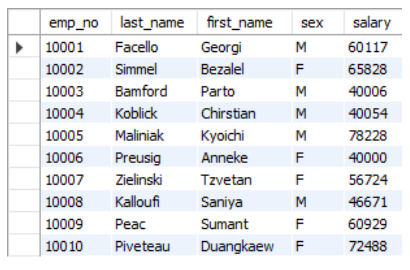 emp_no last_name first_name sex salary
10001 Facello Georgi M 60117
10002 Simmel Bezalel F 65828
10003 Bamford Parto M 40006
10004 Koblick Chirstian M 40054
10005 Maliniak Kyoichi M 78228
10006 Preusig Anneke F 40000
10007 Zielinski Tzvetan F 56724
10008 Kalloufi Saniya M 46671
10009 Peac Sumant F 60929
10010 Piveteau Duangkaew F 72488